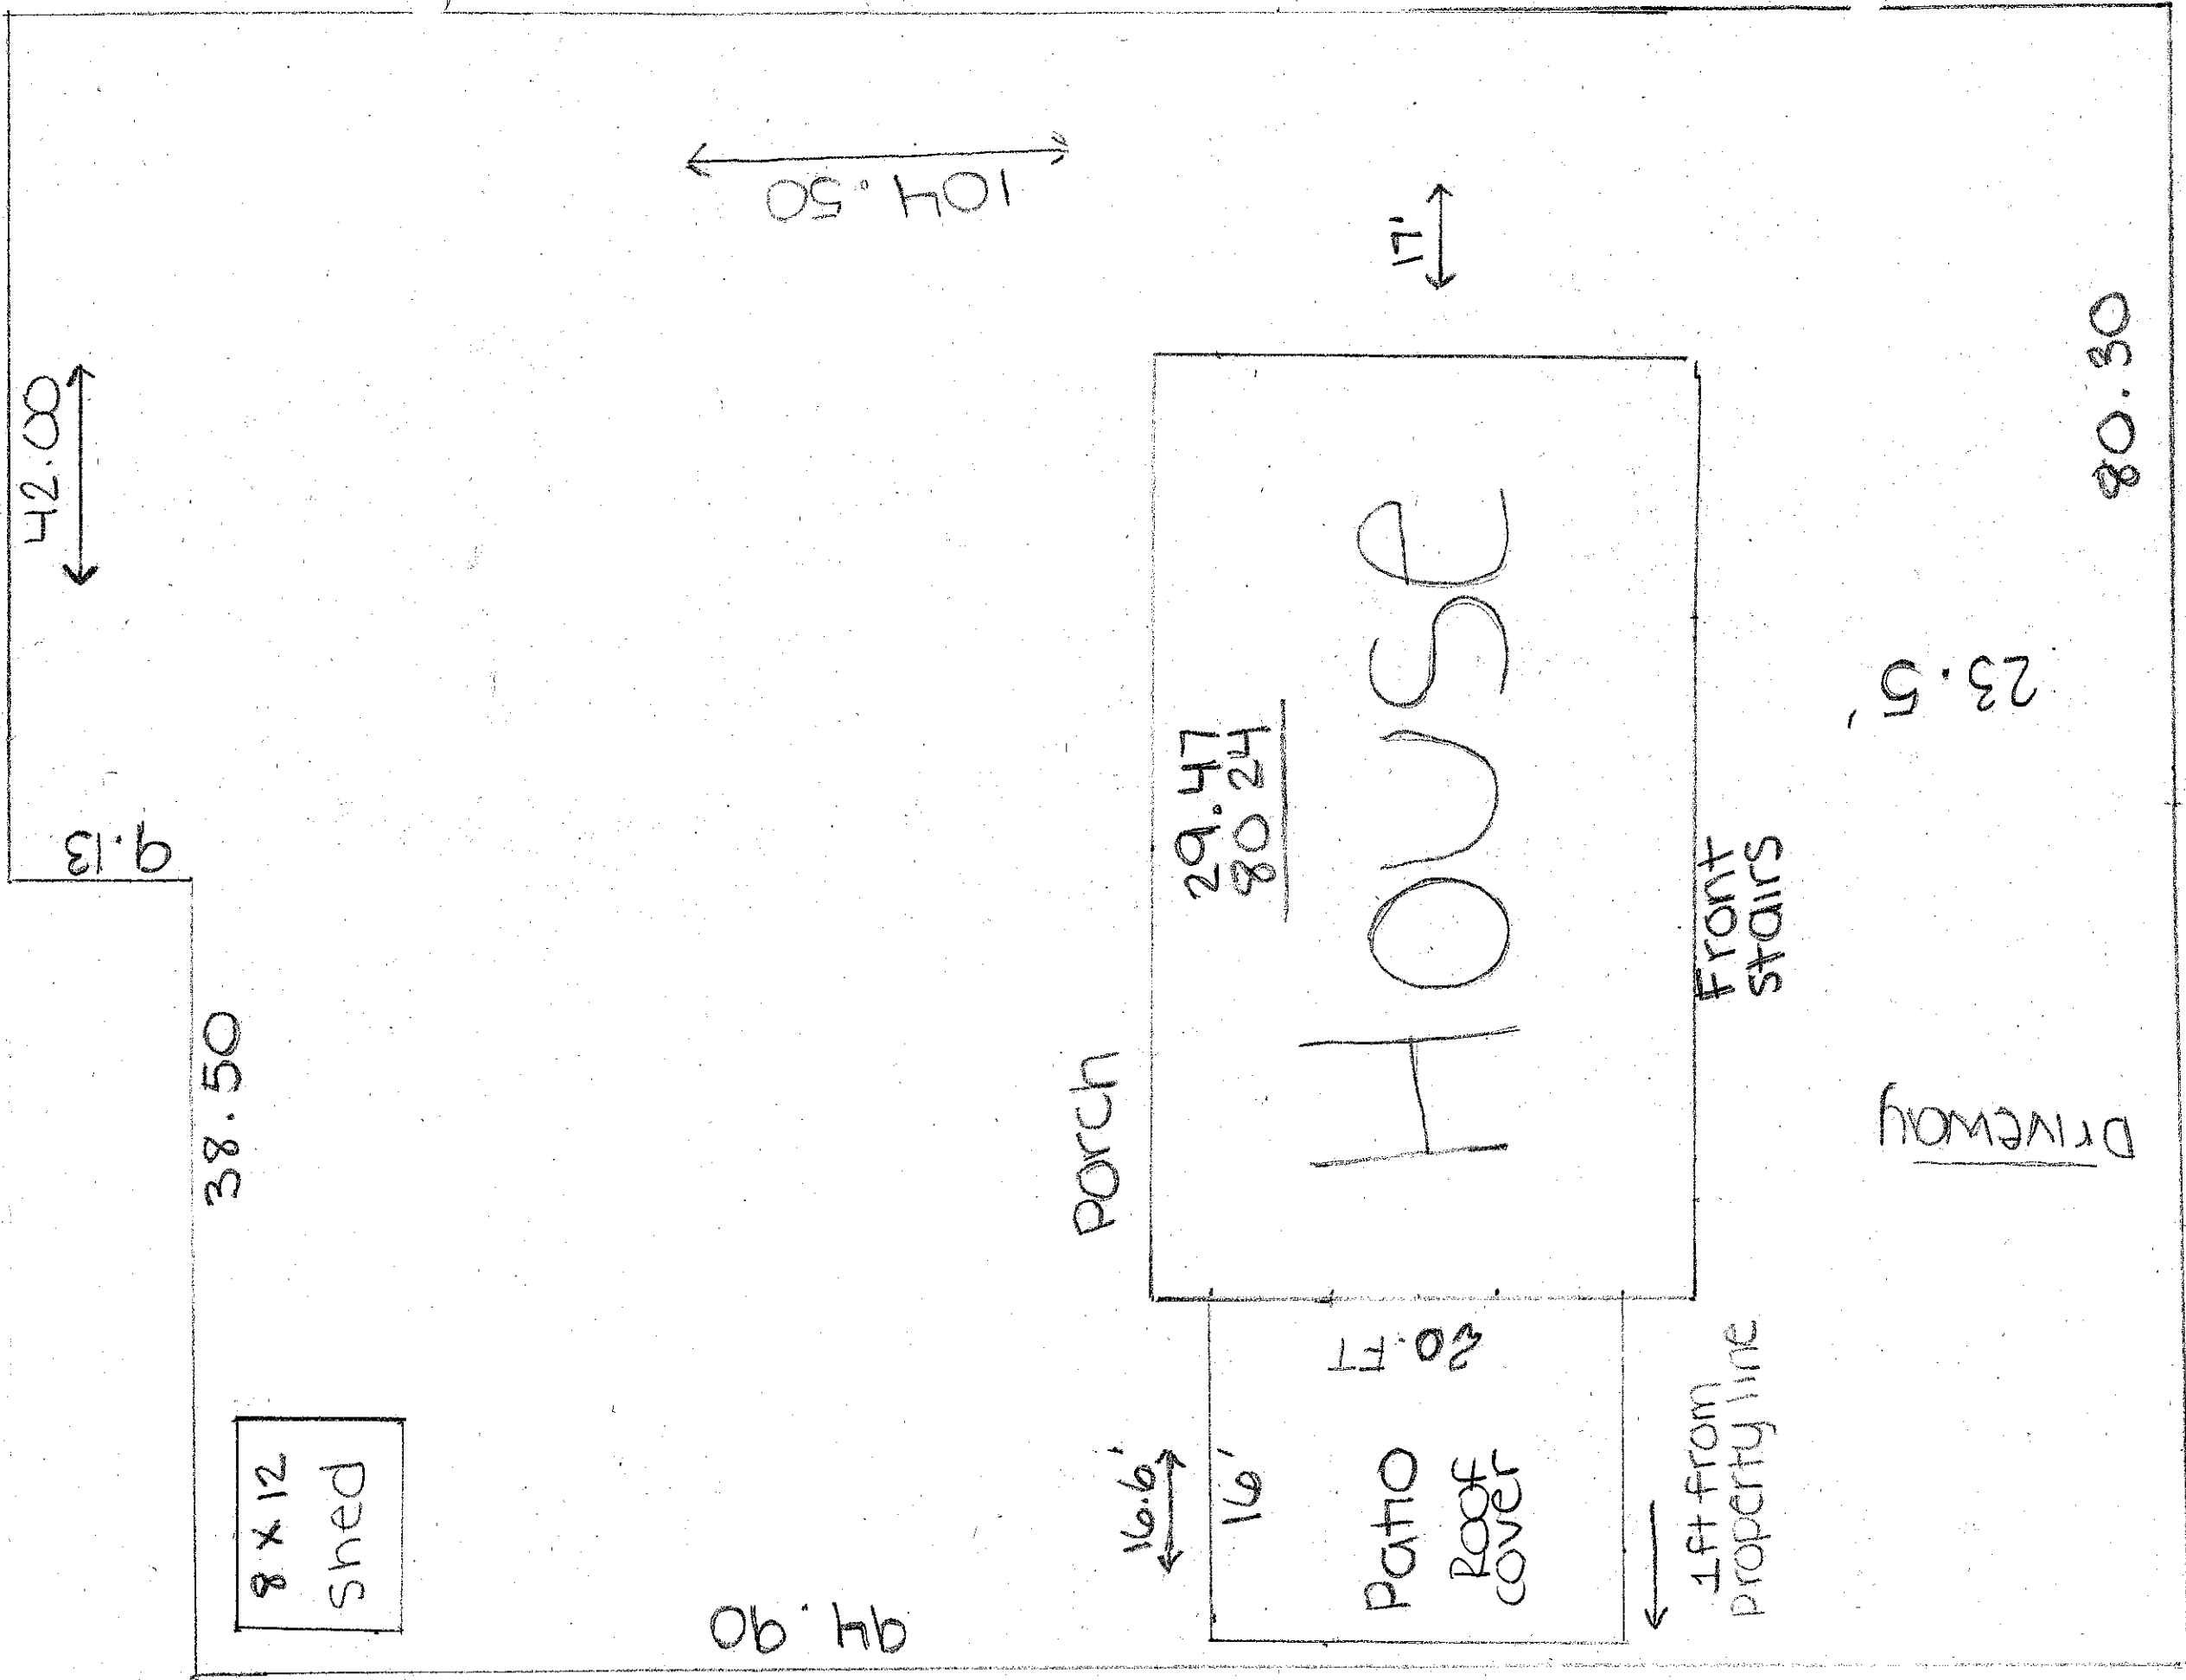 42.00
9.13
38.50
8 x 12
Shed
94.90
104.50
17'
Porch
29.47
80 24
House
16.6'
16'
20 FT
Patio
Roof
cover
1ft from
property line
Front
stairs
23.5'
Driveway
80.30